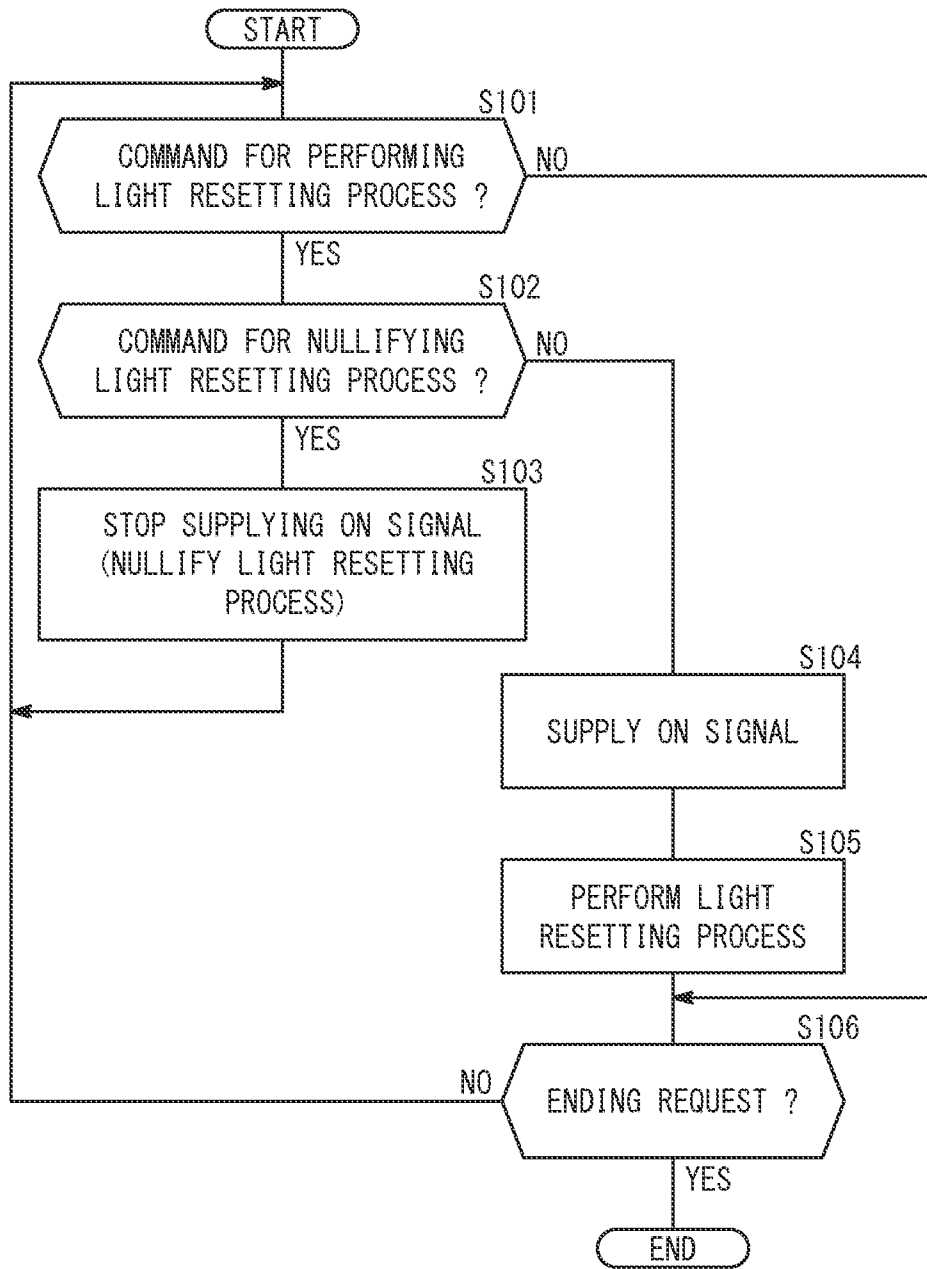 START
S101
COMMAND FOR PERFORMING
LIGHT RESETTING PROCESS ?
NO
YES
S102
COMMAND FOR NULLIFYING
LIGHT RESETTING PROCESS ?
NO
YES
S103
STOP SUPPLYING ON SIGNAL
(NULLIFY LIGHT RESETTING
PROCESS)
S104
SUPPLY ON SIGNAL
S105
PERFORM LIGHT
RESETTING PROCESS
S106
NO
ENDING REQUEST ?
YES
END